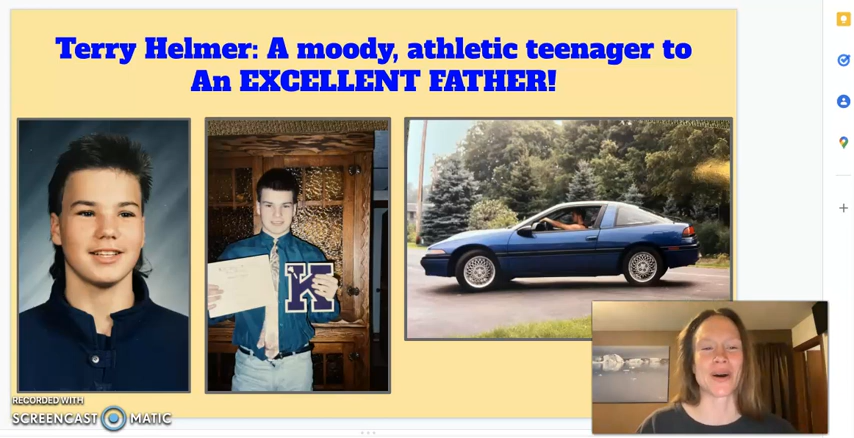 Terry Helmer: A moody, athletic teenager to
An EXCELLENT FATHER!
K
RECORDED WITH
SCREENCAST MATIC